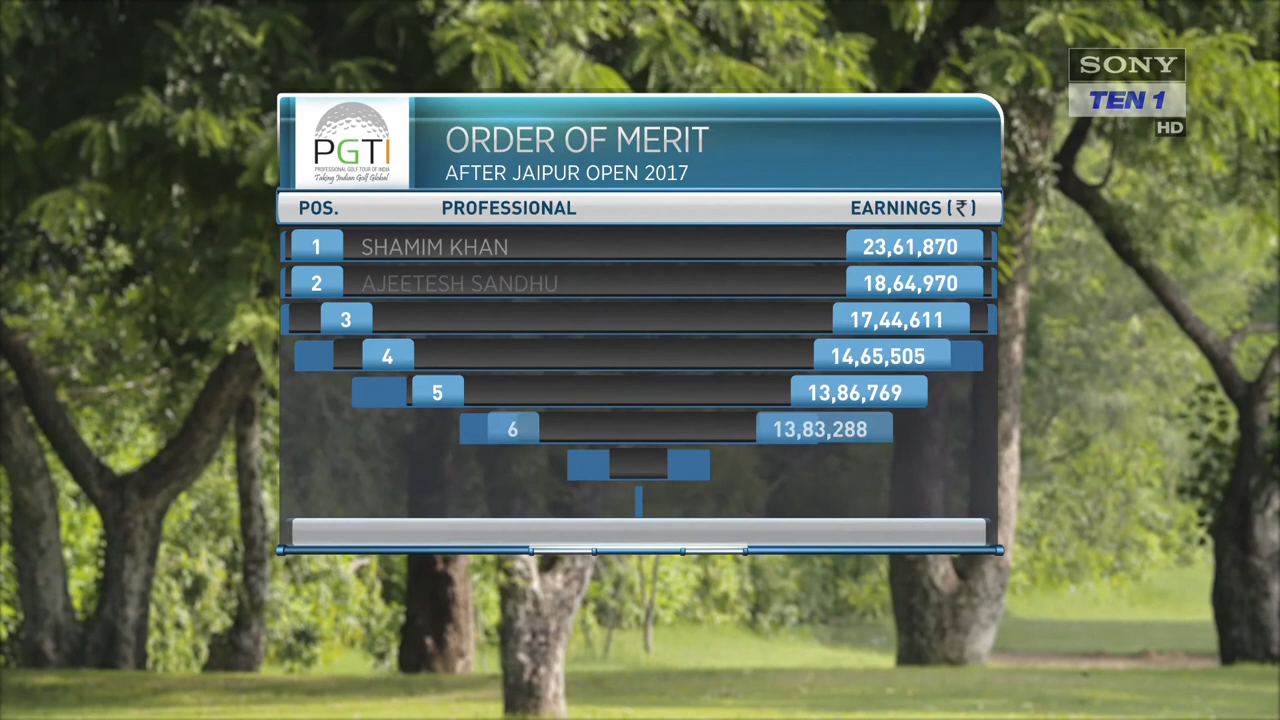 SONY
TEN 1
HD
PGTI
PROFESSIONAL GOLF TOUR OF INDIA
Taking Indian Golf Global
ORDER OF MERIT
AFTER JAIPUR OPEN 2017
POS. PROFESSIONAL EARNINGS (₹)
1 SHAMIM KHAN 23,61,870
2 AJEETESH SANDHU 18,64,970
3 17,44,611
4 14,65,505
5 13,86,769
6 13,83,288